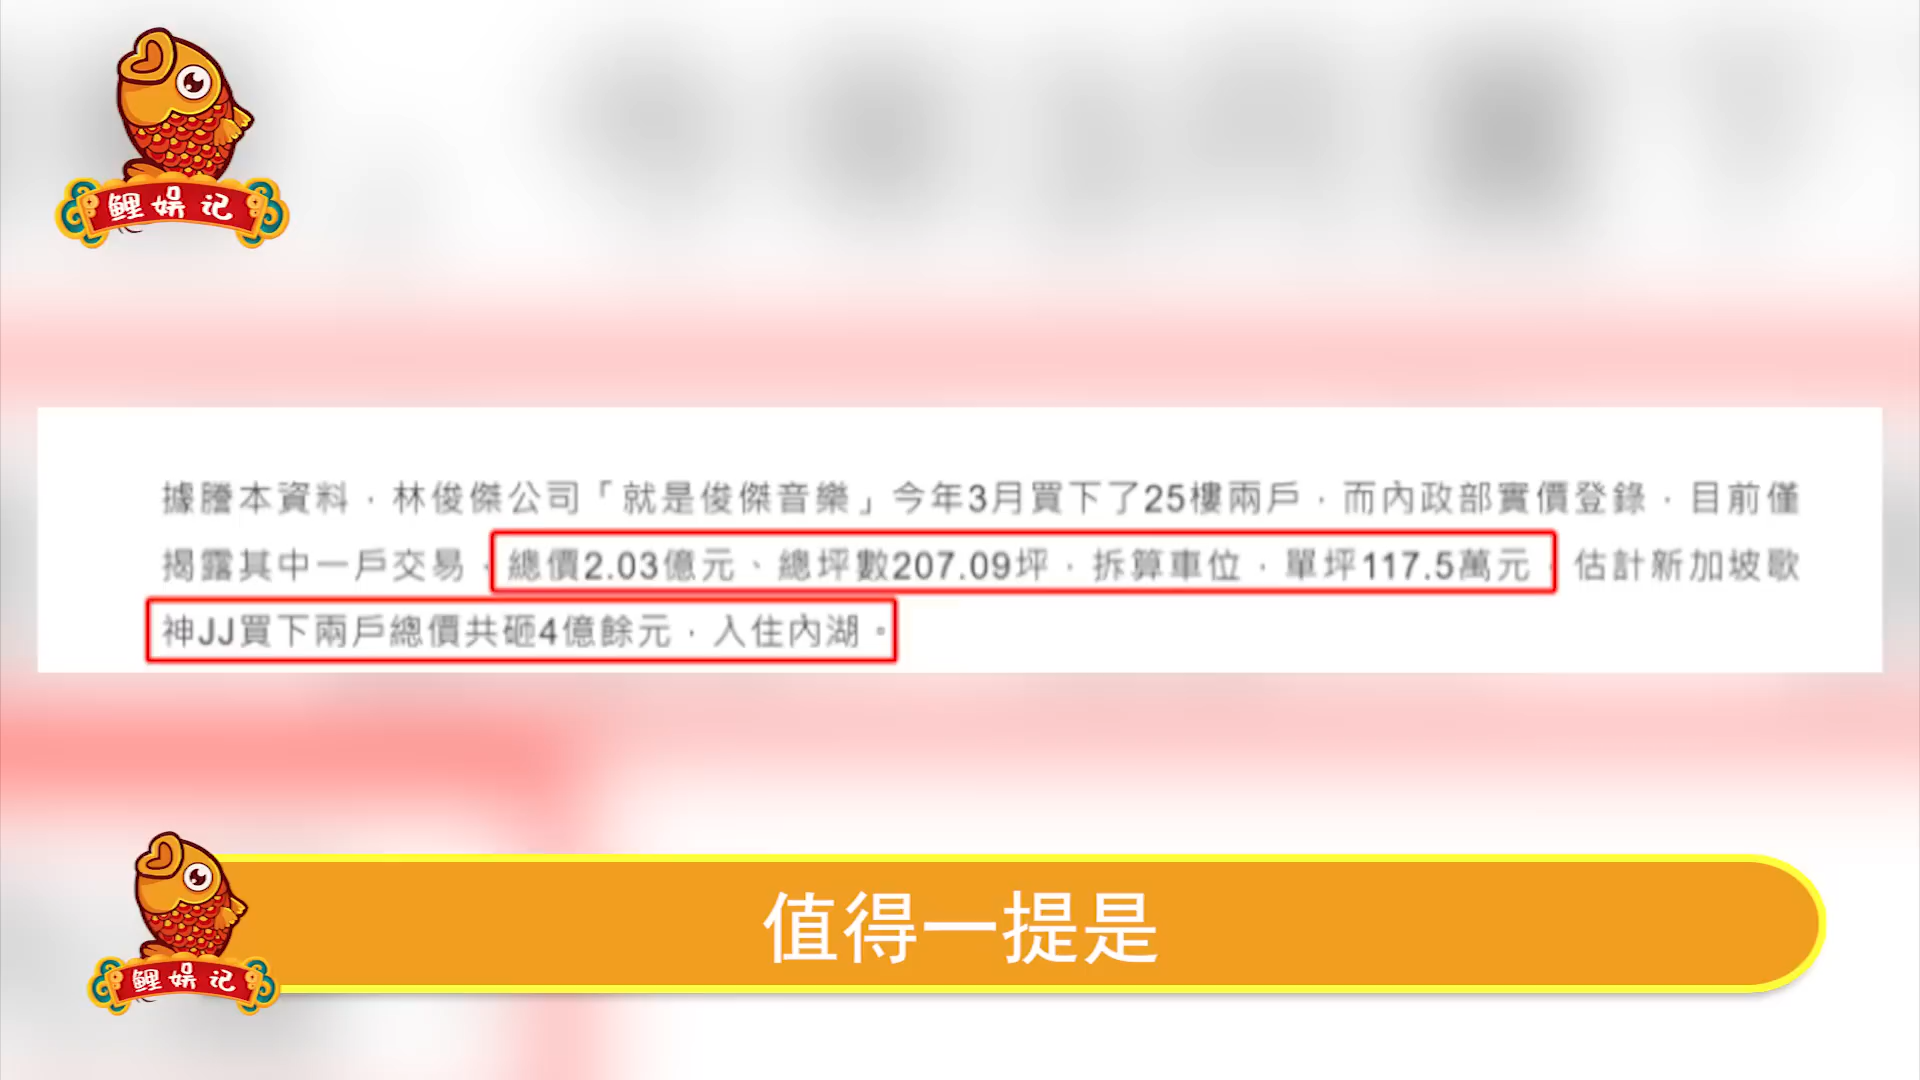 鲤娱记
據謄本資料，林俊傑公司「就是俊傑音樂」今年3月買下了25樓兩戶，而內政部實價登錄，目前僅
揭露其中一戶交易，總價2.03億元、總坪數207.09坪，拆算車位，單坪117.5萬元，估計新加坡歌
神JJ買下兩戶總價共砸4億餘元，入住內湖。
值得一提是
鲤娱记